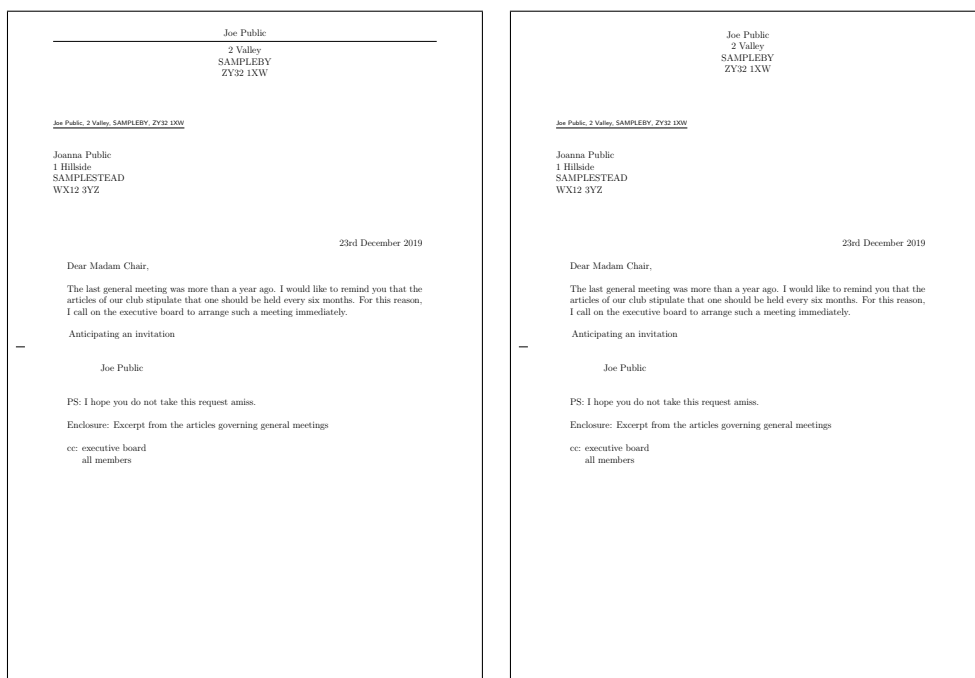 Joe Public
2 Valley
SAMPLEBY
ZY32 1XW
Joe Public, 2 Valley, SAMPLEBY, ZY32 1XW
Joanna Public
1 Hillside
SAMPLESTEAD
WX12 3YZ
23rd December 2019
Dear Madam Chair,
The last general meeting was more than a year ago. I would like to remind you that the
articles of our club stipulate that one should be held every six months. For this reason,
I call on the executive board to arrange such a meeting immediately.
Anticipating an invitation
Joe Public
PS: I hope you do not take this request amiss.
Enclosure: Excerpt from the articles governing general meetings
cc: executive board
all members
Joe Public
2 Valley
SAMPLEBY
ZY32 1XW
Joe Public, 2 Valley, SAMPLEBY, ZY32 1XW
Joanna Public
1 Hillside
SAMPLESTEAD
WX12 3YZ
23rd December 2019
Dear Madam Chair,
The last general meeting was more than a year ago. I would like to remind you that the
articles of our club stipulate that one should be held every six months. For this reason,
I call on the executive board to arrange such a meeting immediately.
Anticipating an invitation
Joe Public
PS: I hope you do not take this request amiss.
Enclosure: Excerpt from the articles governing general meetings
cc: executive board
all members